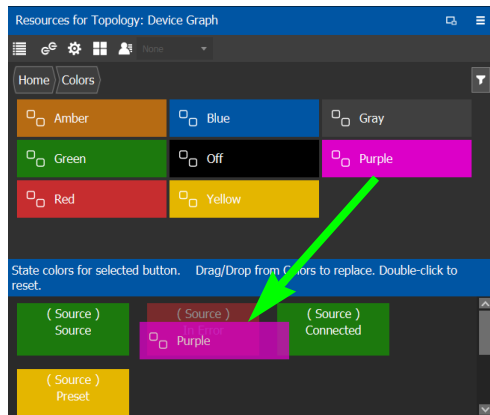 Resources for Topology: Device Graph
None
Home Colors
Amber Blue Gray
Green Off Purple
Red Yellow
State colors for selected button. Drag/Drop from Colors to replace. Double-click to
reset.
( Source ) ( Source ) ( Source )
Source In Error Connected
Purple
( Source )
Preset